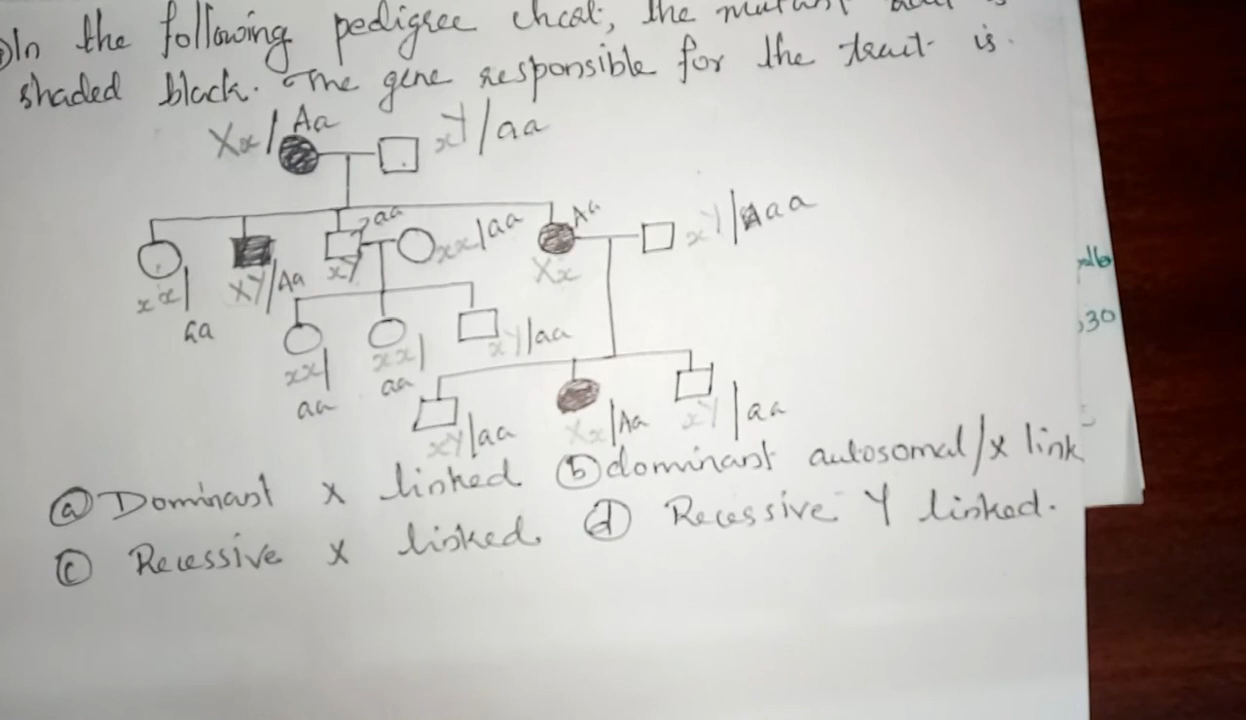 In the following pedigree chart, the
shaded black. The gene responsible for the trait is.
Xx/Aa
xY/aa
aa
Aa
xx/aa
xY/aa
xx/aa
XY/Aa
xY
Xx
xx/aa
xx/aa
xY/aa
xY/aa
Xx/Aa
xY/aa
ⓐ Dominant X linked ⓑ dominant autosomal/x link
ⓒ Recessive X linked. ⓓ Recessive Y linked.
30